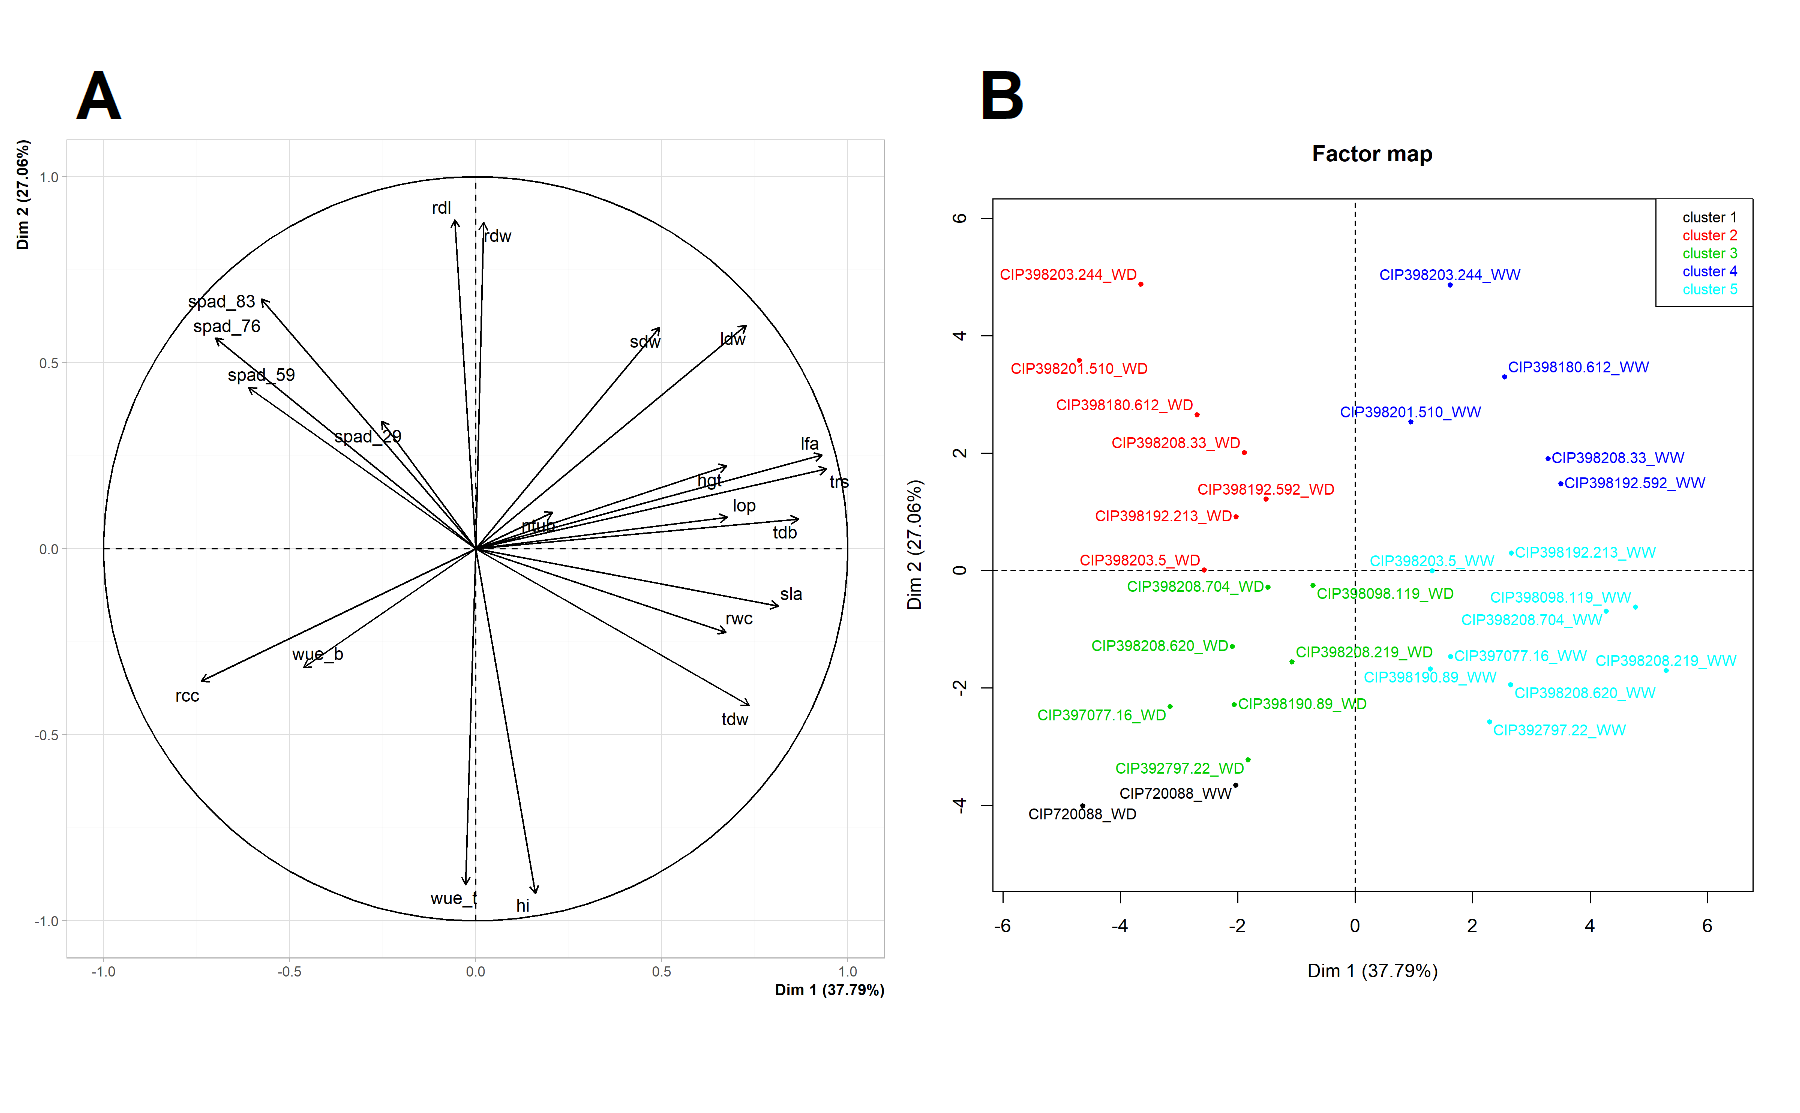 A
Dim 2 (27.06%)
1.0
0.5
0.0
-0.5
-1.0
rdl
rdw
spad_83
spad_76
spad_59
spad_29
sdw
ldw
lfa
hgt
trs
lop
ntub
tdb
sla
rwc
wue_b
rcc
tdw
wue_t
hi
-1.0
-0.5
0.0
0.5
1.0
Dim 1 (37.79%)
B
Factor map
cluster 1
cluster 2
cluster 3
cluster 4
cluster 5
Dim 2 (27.06%)
6
4
2
0
-2
-4
CIP398203.244_WD
CIP398203.244_WW
CIP398201.510_WD
CIP398180.612_WW
CIP398180.612_WD
CIP398201.510_WW
CIP398208.33_WD
CIP398208.33_WW
CIP398192.592_WD
CIP398192.592_WW
CIP398192.213_WD
CIP398192.213_WW
CIP398203.5_WD
CIP398203.5_WW
CIP398208.704_WD
CIP398098.119_WD
CIP398098.119_WW
CIP398208.704_WW
CIP398208.620_WD
CIP398208.219_WD
CIP397077.16_WW
CIP398208.219_WW
CIP398190.89_WW
CIP398208.620_WW
CIP398190.89_WD
CIP397077.16_WD
CIP392797.22_WW
CIP392797.22_WD
CIP720088_WW
CIP720088_WD
-6
-4
-2
0
2
4
6
Dim 1 (37.79%)